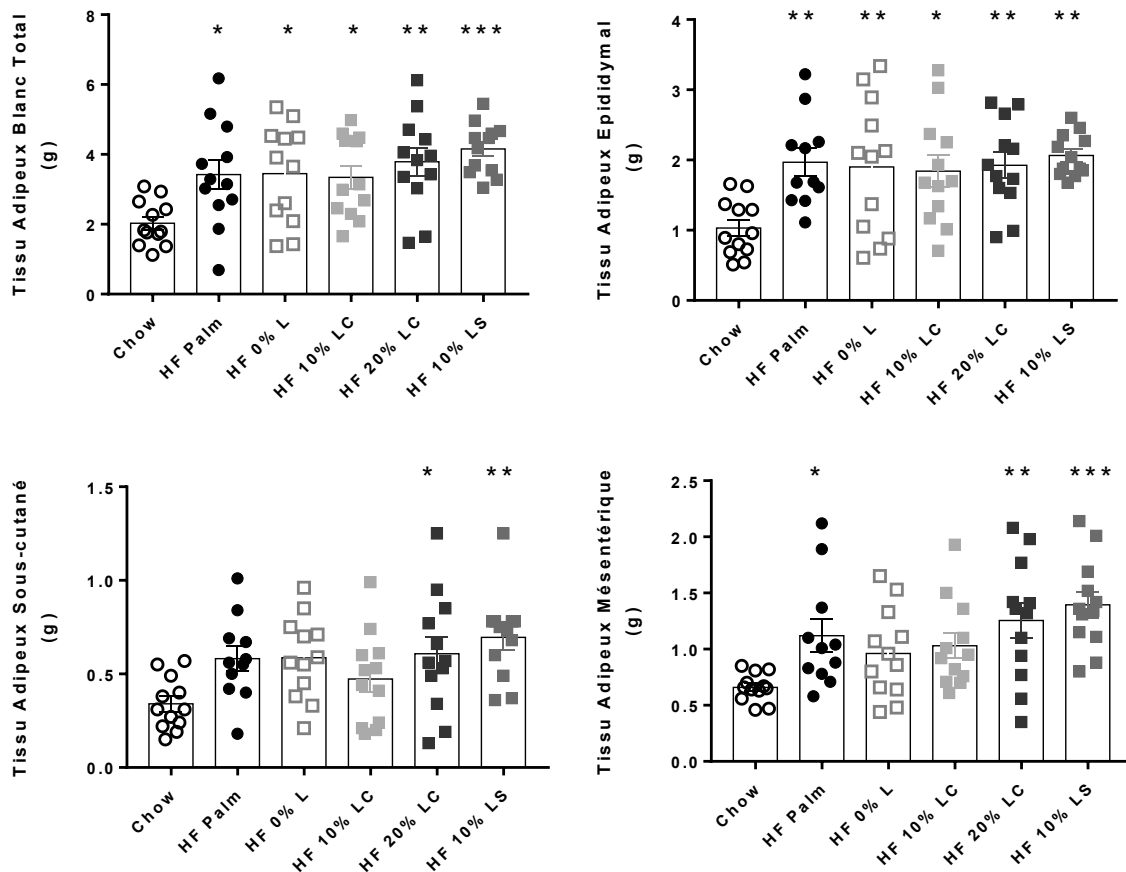 Tissu Adipeux Blanc Total
(g)
8
6
4
2
0
* * * ** ***
Chow
HF Palm
HF 0% L
HF 10% LC
HF 20% LC
HF 10% LS
Tissu Adipeux Epididymal
(g)
4
3
2
1
0
** ** * ** **
Chow
HF Palm
HF 0% L
HF 10% LC
HF 20% LC
HF 10% LS
Tissu Adipeux Sous-cutané
(g)
1.5
1.0
0.5
0.0
* **
Chow
HF Palm
HF 0% L
HF 10% LC
HF 20% LC
HF 10% LS
Tissu Adipeux Mésentérique
(g)
2.5
2.0
1.5
1.0
0.5
0.0
* ** ***
Chow
HF Palm
HF 0% L
HF 10% LC
HF 20% LC
HF 10% LS